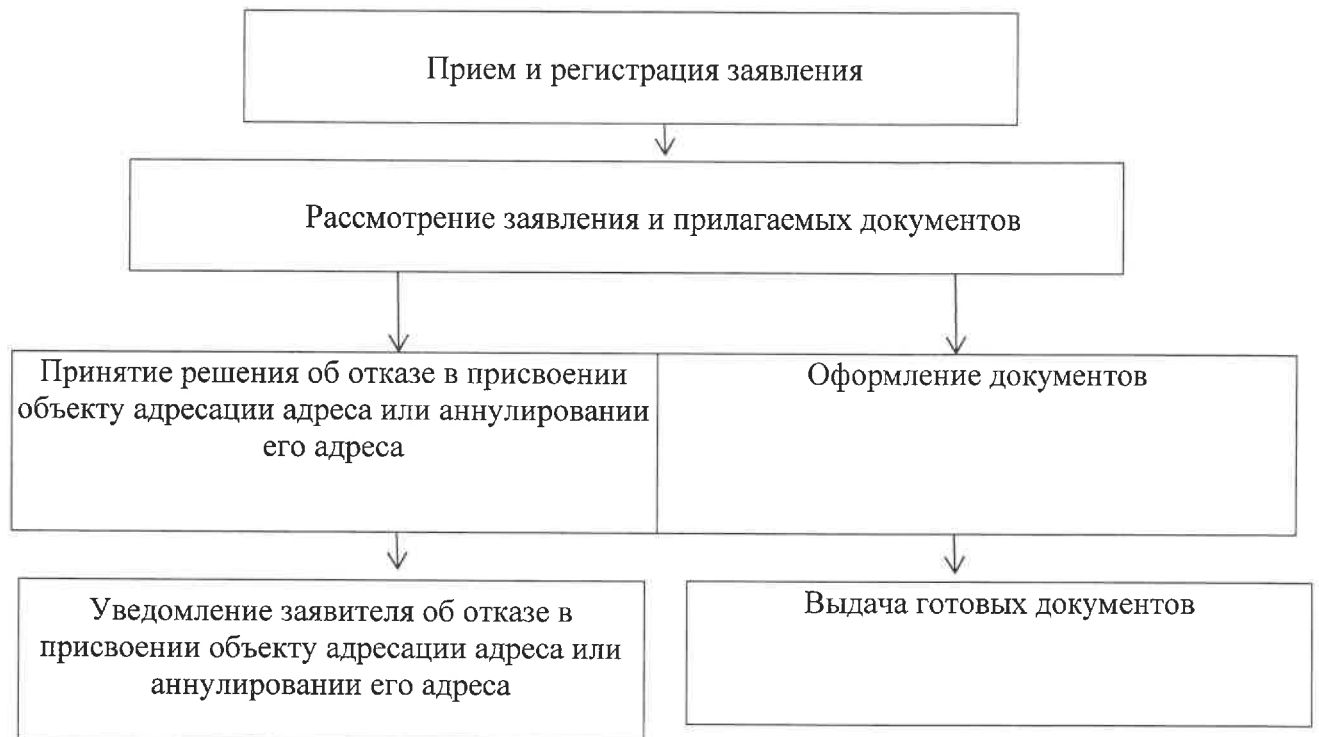 Прием и регистрация заявления
Рассмотрение заявления и прилагаемых документов
Принятие решения об отказе в присвоении
объекту адресации адреса или аннулировании
его адреса
Оформление документов
Уведомление заявителя об отказе в
присвоении объекту адресации адреса или
аннулировании его адреса
Выдача готовых документов